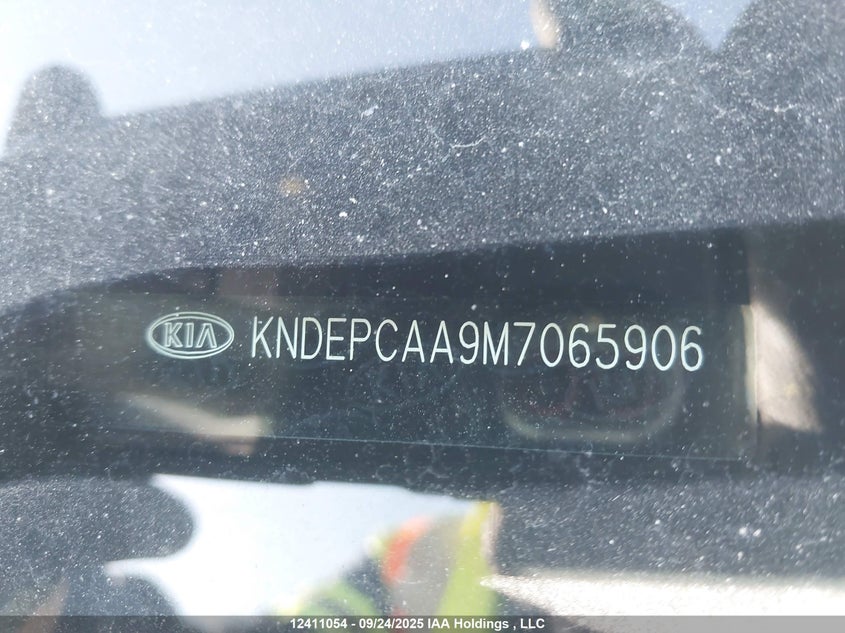 KIA KNDEPCAA9M7065906
12411054 - 09/24/2025 IAA Holdings , LLC